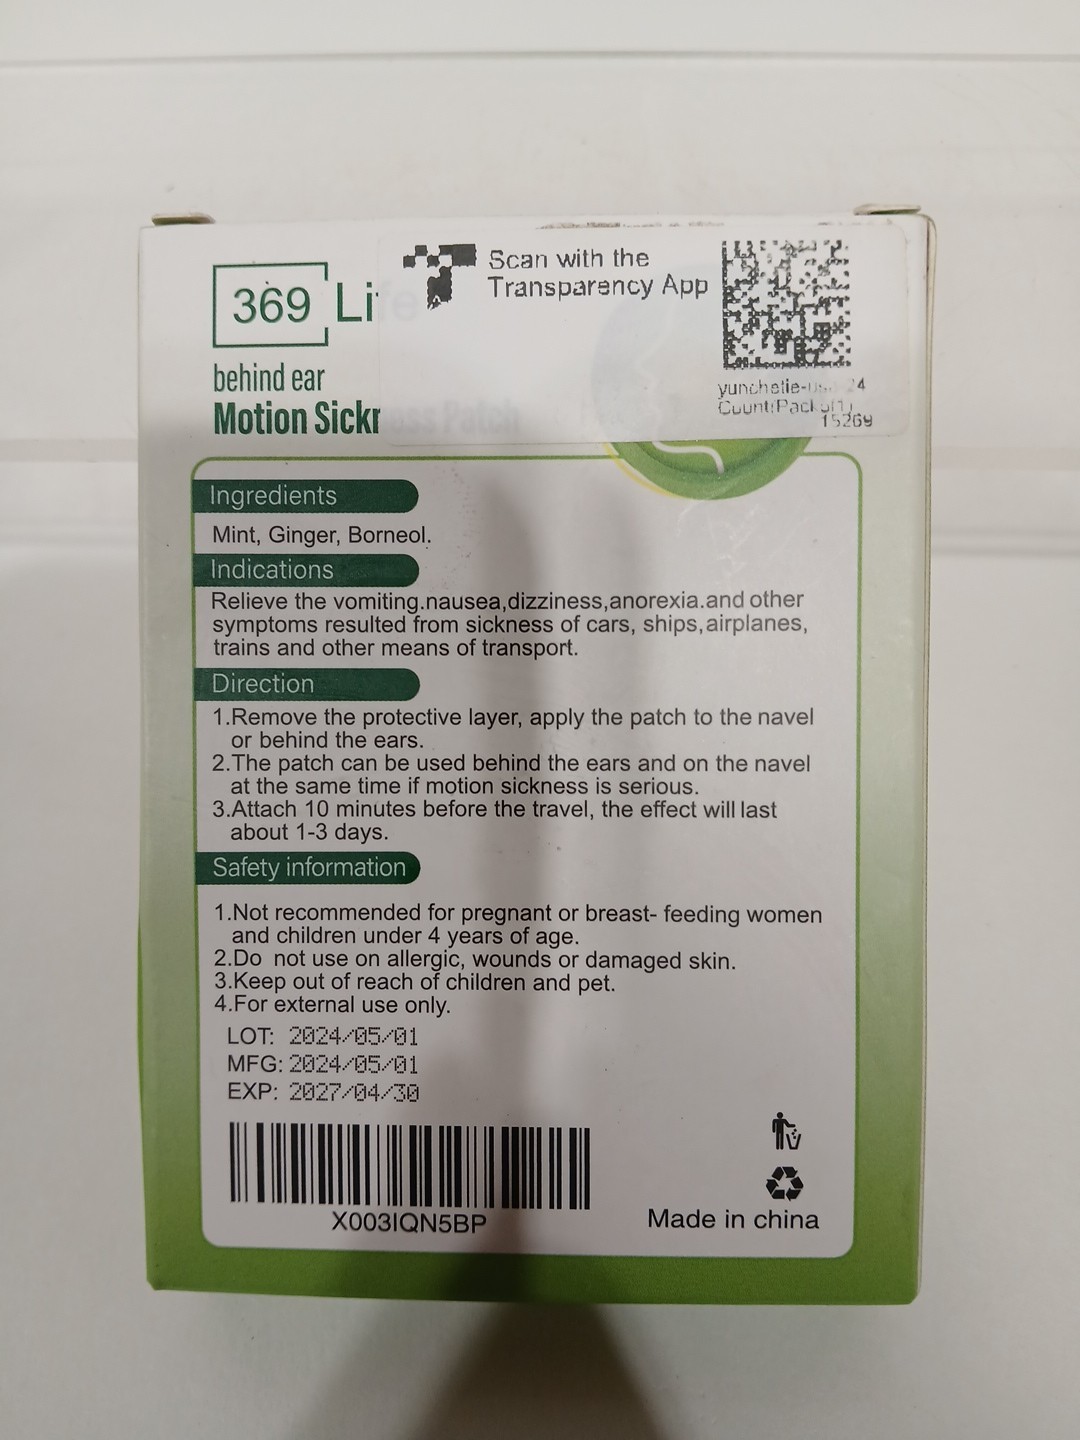 Scan with the
Transparency App
369 Life
yunchetie- 24
Count(Pack of1)
15269
behind ear
Motion Sickness Patch
Ingredients
Mint, Ginger, Borneol.
Indications
Relieve the vomiting.nausea,dizziness,anorexia.and other
symptoms resulted from sickness of cars, ships,airplanes,
trains and other means of transport.
Direction
1.Remove the protective layer, apply the patch to the navel
or behind the ears.
2.The patch can be used behind the ears and on the navel
at the same time if motion sickness is serious.
3.Attach 10 minutes before the travel, the effect will last
about 1-3 days.
Safety information
1.Not recommended for pregnant or breast- feeding women
and children under 4 years of age.
2.Do not use on allergic, wounds or damaged skin.
3.Keep out of reach of children and pet.
4.For external use only.
LOT: 2024/05/01
MFG: 2024/05/01
EXP: 2027/04/30
X003IQN5BP
Made in china